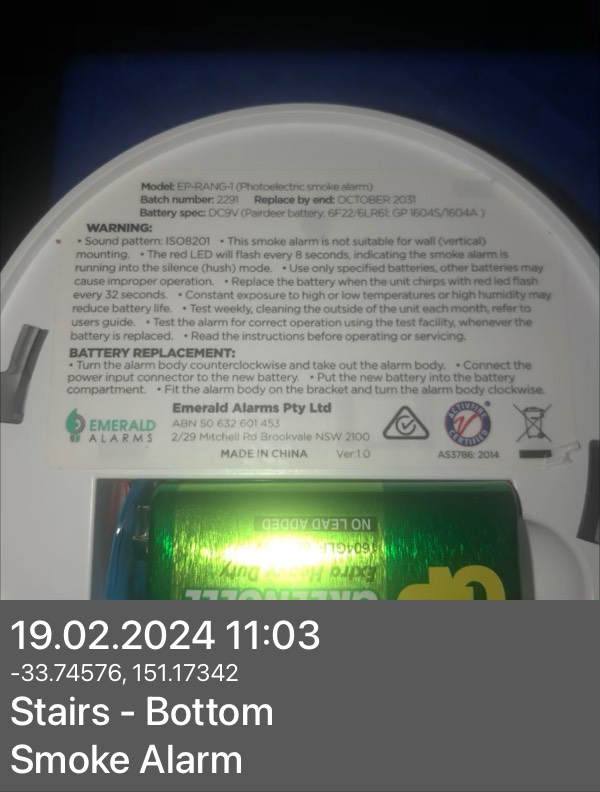 Model: EP-RANG-1 (Photoelectric smoke alarm)
Batch number: 2291 Replace by end: OCTOBER 2031
Battery spec: DC9V (Pairdeer battery: 6F22/6LR61: GP 1604S/1604A )
WARNING:
• Sound pattern: ISO8201 • This smoke alarm is not suitable for wall (vertical)
mounting. • The red LED will flash every 8 seconds, indicating the smoke alarm is
running into the silence (hush) mode. • Use only specified batteries, other batteries may
cause improper operation. • Replace the battery when the unit chirps with red led flash
every 32 seconds. • Constant exposure to high or low temperatures or high humidity may
reduce battery life. • Test weekly, cleaning the outside of the unit each month, refer to
users guide. • Test the alarm for correct operation using the test facility, whenever the
battery is replaced. • Read the instructions before operating or servicing.
BATTERY REPLACEMENT:
• Turn the alarm body counterclockwise and take out the alarm body. • Connect the
power input connector to the new battery. • Put the new battery into the battery
compartment. • Fit the alarm body on the bracket and turn the alarm body clockwise.
EMERALD
ALARMS
Emerald Alarms Pty Ltd
ABN 50 632 601 453
2/29 Mitchell Rd Brookvale NSW 2100
MADE IN CHINA Ver:1.0
ACTIVFIRE
CERTIFIED
AS3786: 2014
NO LEAD ADDED
1604GL
Extra Heavy Duty
GREENCELL
GP
19.02.2024 11:03
-33.74576, 151.17342
Stairs - Bottom
Smoke Alarm